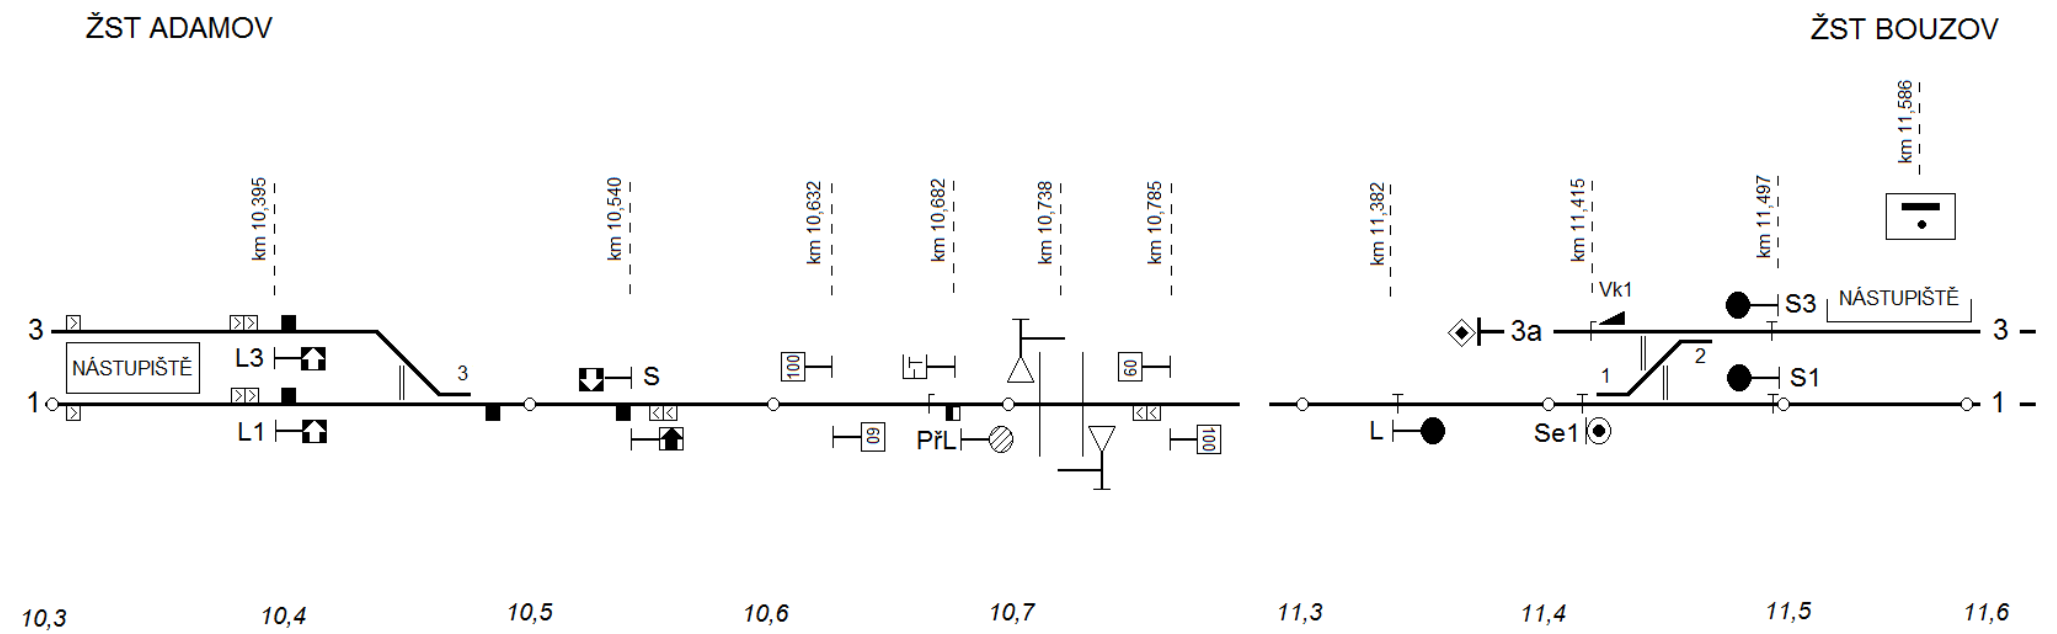 ŽST ADAMOV
ŽST BOUZOV
km 10,395
km 10,540
km 10,632
km 10,682
km 10,738
km 10,785
km 11,382
km 11,415
km 11,497
km 11,586
Vk1
S3
NÁSTUPIŠTĚ
3
3a
3
NÁSTUPIŠTĚ
L3
3
S
100
60
1
2
S1
1
1
L1
60
PřL
100
L
Se1
10,3
10,4
10,5
10,6
10,7
11,3
11,4
11,5
11,6